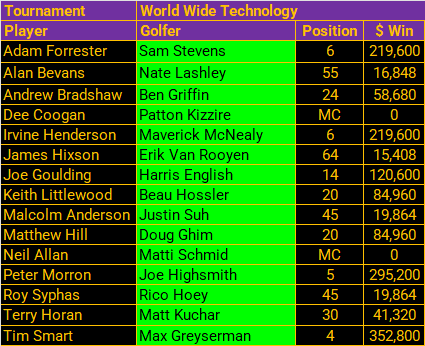 Tournament World Wide Technology
Player Golfer Position $ Win
Adam Forrester Sam Stevens 6 219,600
Alan Bevans Nate Lashley 55 16,848
Andrew Bradshaw Ben Griffin 24 58,680
Dee Coogan Patton Kizzire MC 0
Irvine Henderson Maverick McNealy 6 219,600
James Hixson Erik Van Rooyen 64 15,408
Joe Goulding Harris English 14 120,600
Keith Littlewood Beau Hossler 20 84,960
Malcolm Anderson Justin Suh 45 19,864
Matthew Hill Doug Ghim 20 84,960
Neil Allan Matti Schmid MC 0
Peter Morron Joe Highsmith 5 295,200
Roy Syphas Rico Hoey 45 19,864
Terry Horan Matt Kuchar 30 41,320
Tim Smart Max Greyserman 4 352,800